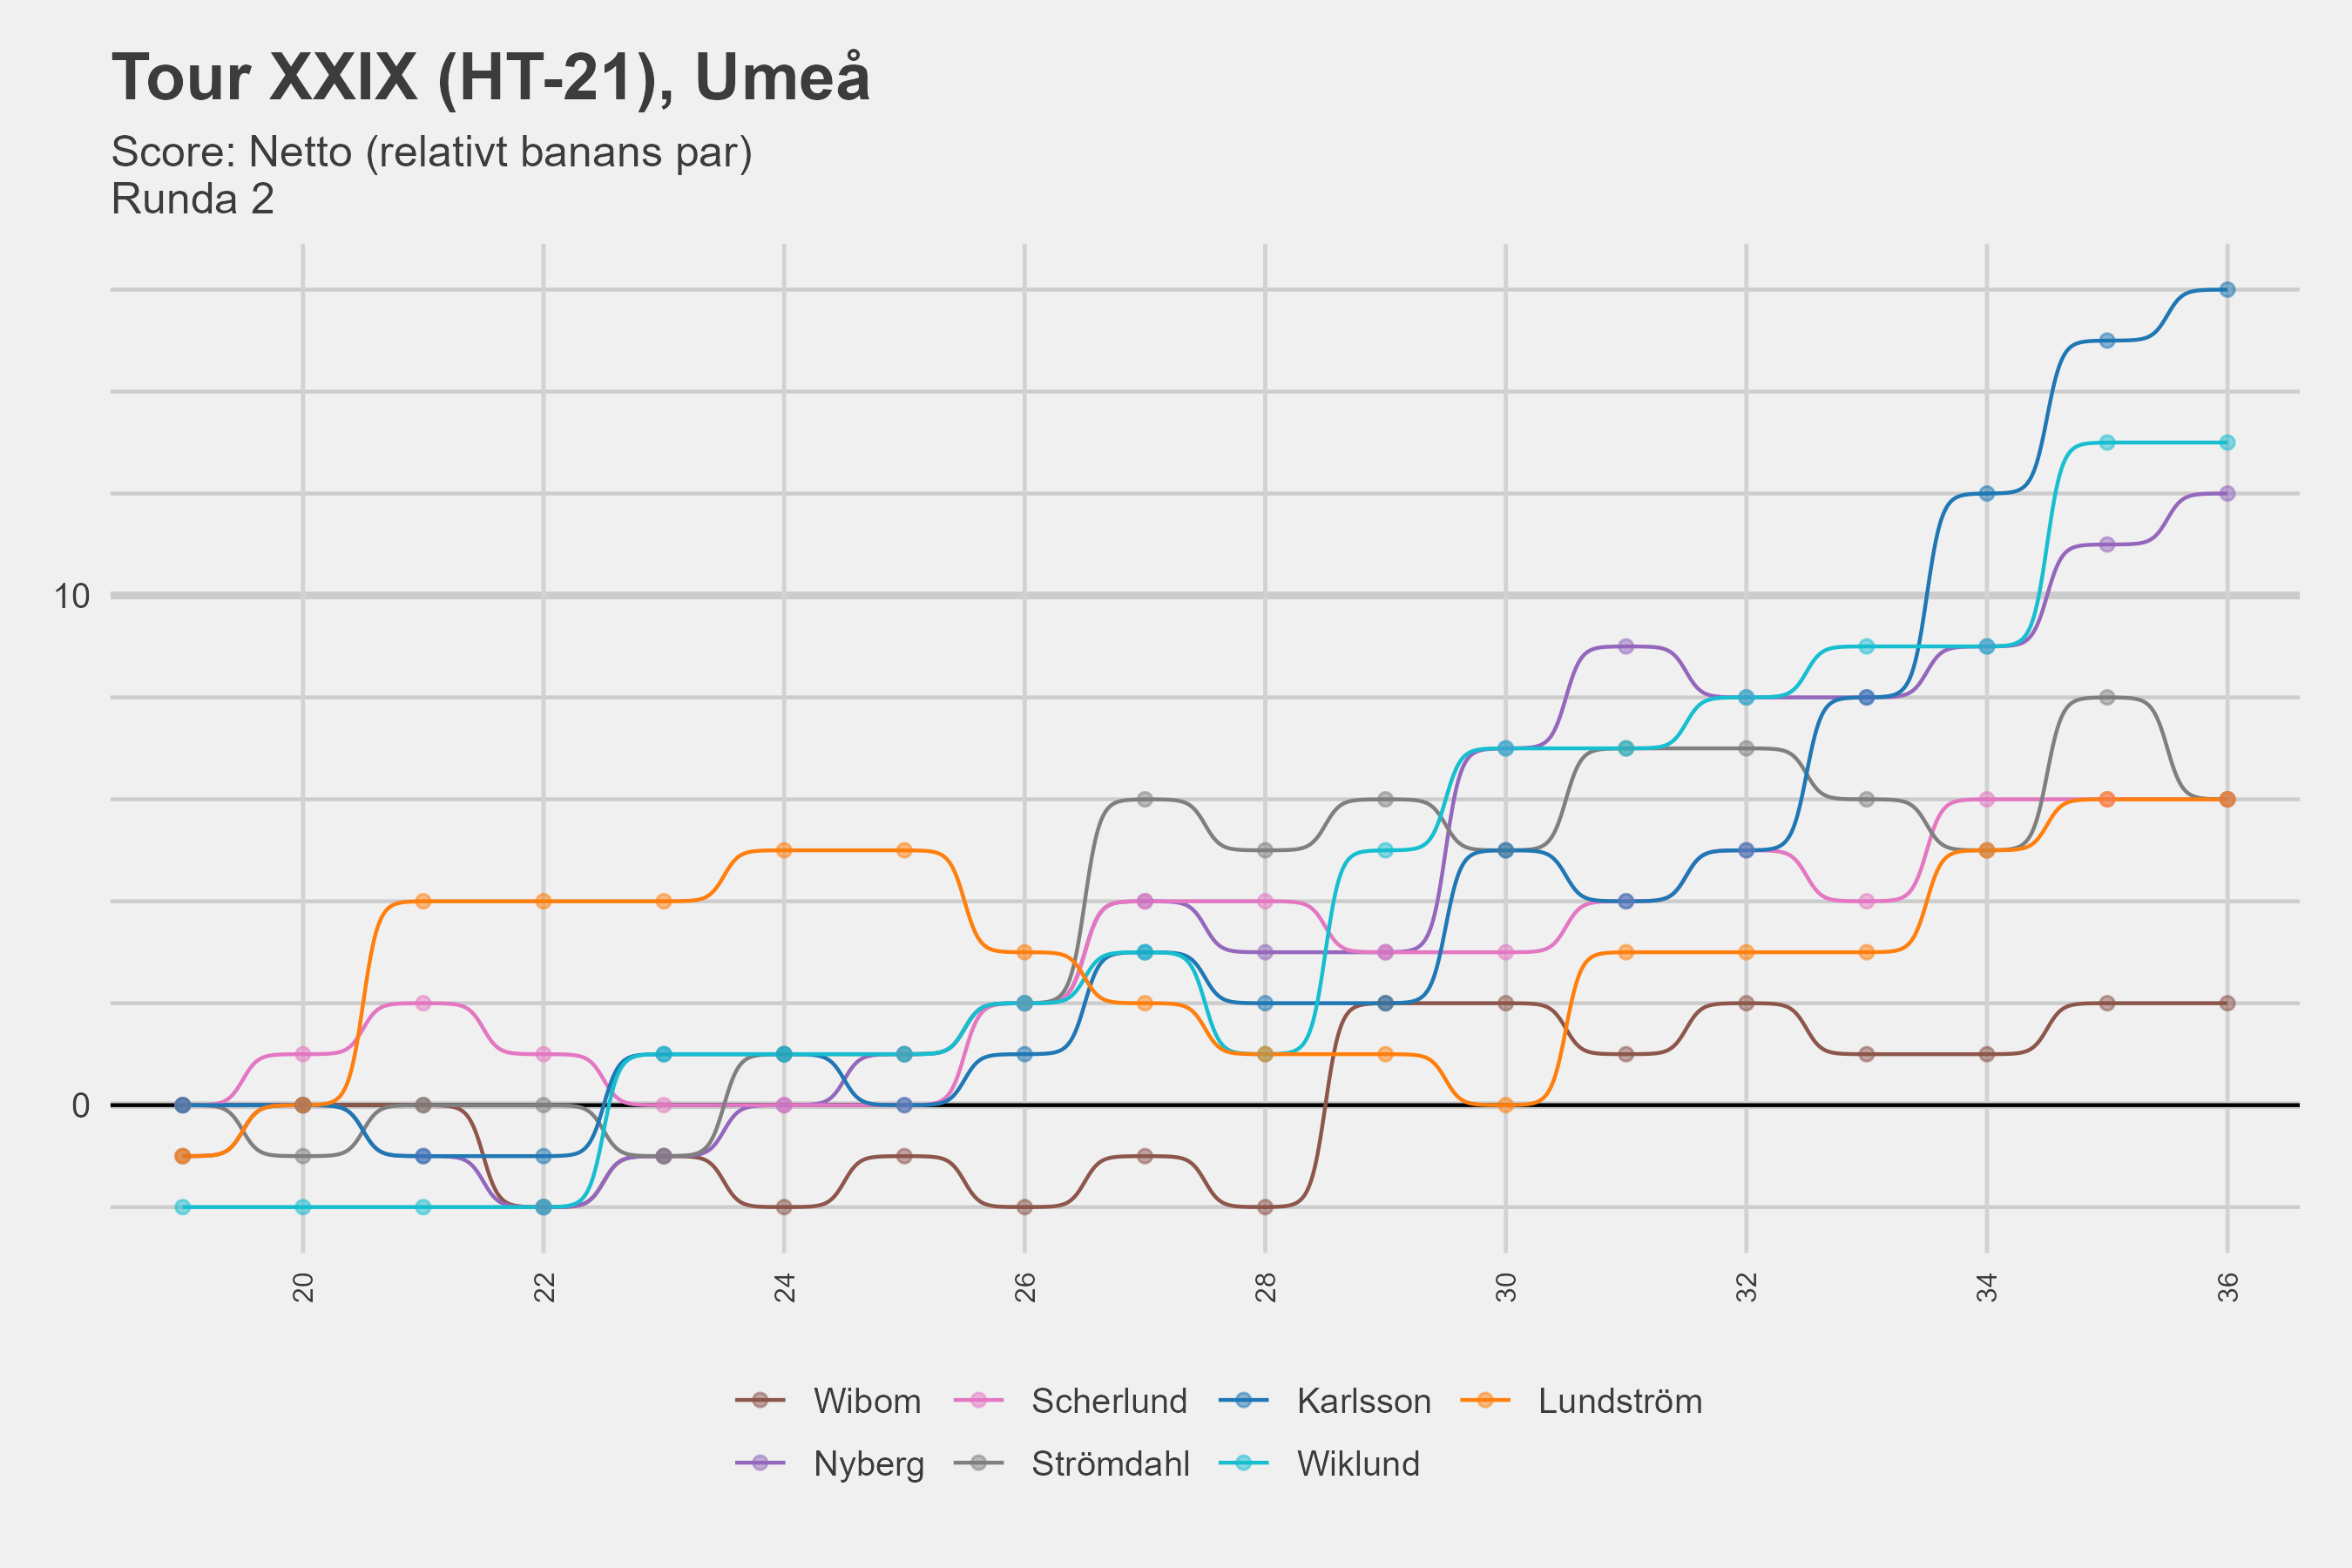 Tour XXIX (HT-21), Umeå
Score: Netto (relativt banans par)
Runda 2
10
0
20 22 24 26 28 30 32 34 36
Wibom Scherlund Karlsson Lundström
Nyberg Strömdahl Wiklund